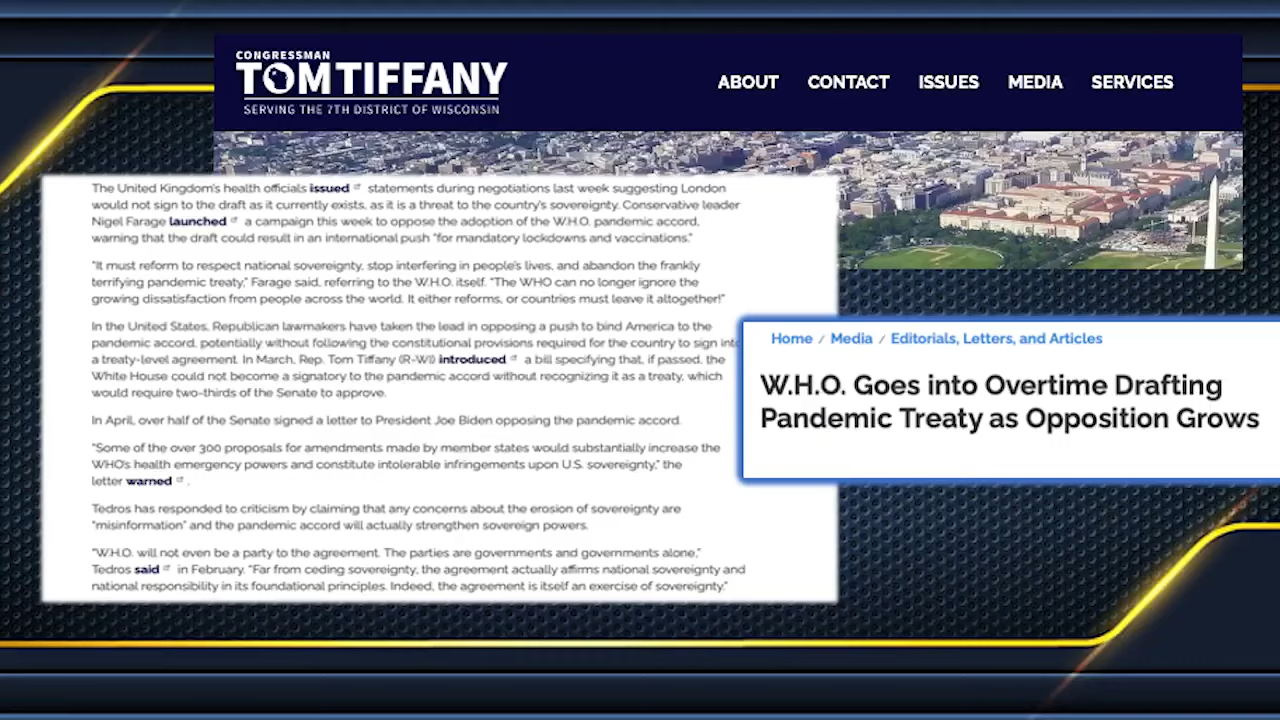 CONGRESSMAN
TOM TIFFANY
SERVING THE 7TH DISTRICT OF WISCONSIN
ABOUT CONTACT ISSUES MEDIA SERVICES
The United Kingdom's health officials issued statements during negotiations last week suggesting London
would not sign to the draft as it currently exists, as it is a threat to the country's sovereignty. Conservative leader
Nigel Farage launched a campaign this week to oppose the adoption of the W.H.O. pandemic accord,
warning that the draft could result in an international push "for mandatory lockdowns and vaccinations."
"It must reform to respect national sovereignty, stop interfering in people's lives, and abandon the frankly
terrifying pandemic treaty," Farage said, referring to the W.H.O. itself. "The WHO can no longer ignore the
growing dissatisfaction from people across the world. It either reforms, or countries must leave it altogether!"
In the United States, Republican lawmakers have taken the lead in opposing a push to bind America to the
pandemic accord, potentially without following the constitutional provisions required for the country to sign into
a treaty-level agreement. In March, Rep. Tom Tiffany (R-WI) introduced a bill specifying that, if passed, the
White House could not become a signatory to the pandemic accord without recognizing it as a treaty, which
would require two-thirds of the Senate to approve.
In April, over half of the Senate signed a letter to President Joe Biden opposing the pandemic accord.
"Some of the over 300 proposals for amendments made by member states would substantially increase the
WHO's health emergency powers and constitute intolerable infringements upon U.S. sovereignty," the
letter warned .
Tedros has responded to criticism by claiming that any concerns about the erosion of sovereignty are
"misinformation" and the pandemic accord will actually strengthen sovereign powers.
"W.H.O. will not even be a party to the agreement. The parties are governments and governments alone,"
Tedros said in February. "Far from ceding sovereignty, the agreement actually affirms national sovereignty and
national responsibility in its foundational principles. Indeed, the agreement is itself an exercise of sovereignty."
Home / Media / Editorials, Letters, and Articles
W.H.O. Goes into Overtime Drafting
Pandemic Treaty as Opposition Grows